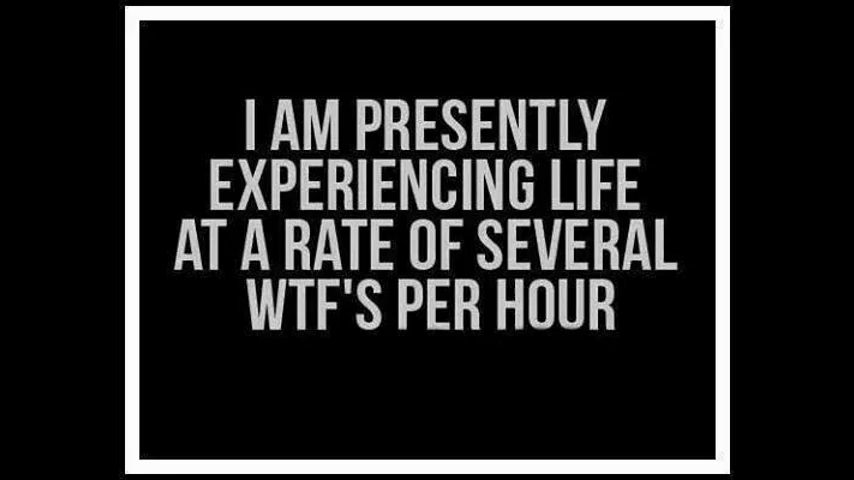 I AM PRESENTLY
EXPERIENCING LIFE
AT A RATE OF SEVERAL
WTF'S PER HOUR